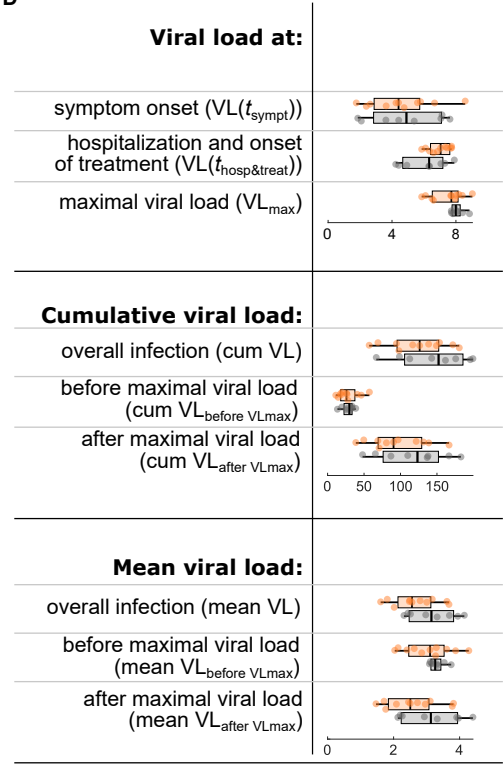 Viral load at:
symptom onset (VL(tsympt))
hospitalization and onset
of treatment (VL(thosp&treat))
maximal viral load (VLmax)
0 4 8
Cumulative viral load:
overall infection (cum VL)
before maximal viral load
(cum VLbefore VLmax)
after maximal viral load
(cum VLafter VLmax)
0 50 100 150
Mean viral load:
overall infection (mean VL)
before maximal viral load
(mean VLbefore VLmax)
after maximal viral load
(mean VLafter VLmax)
0 2 4